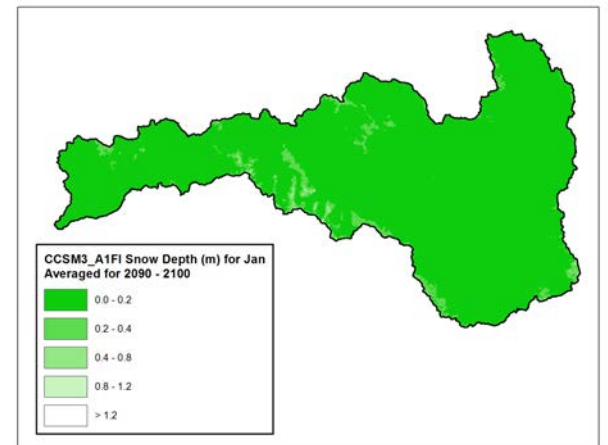 CCSM3_A1FI Snow Depth (m) for Jan
Averaged for 2090 - 2100
0.0 - 0.2
0.2 - 0.4
0.4 - 0.8
0.8 - 1.2
> 1.2